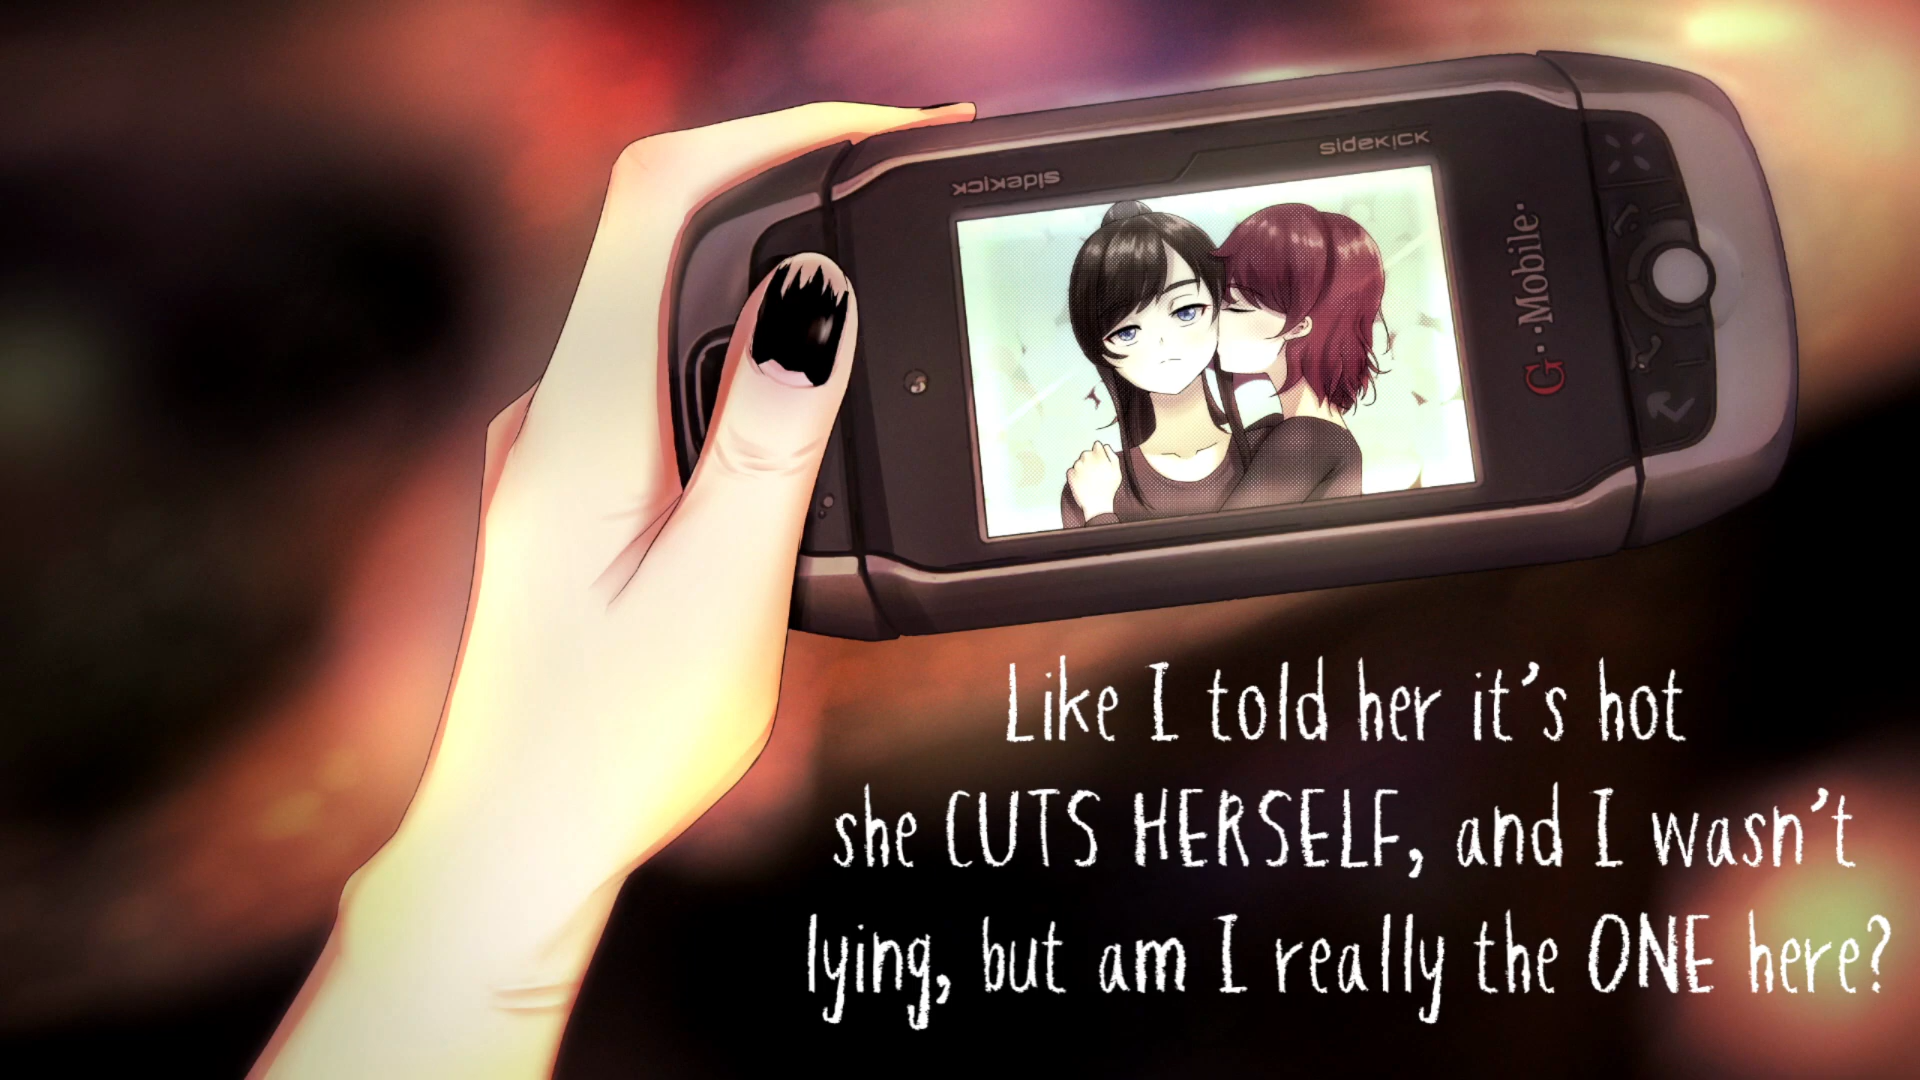 sidekick
sidekick
G··Mobile·
Like I told her it's hot
she CUTS HERSELF, and I wasn't
lying, but am I really the ONE here?